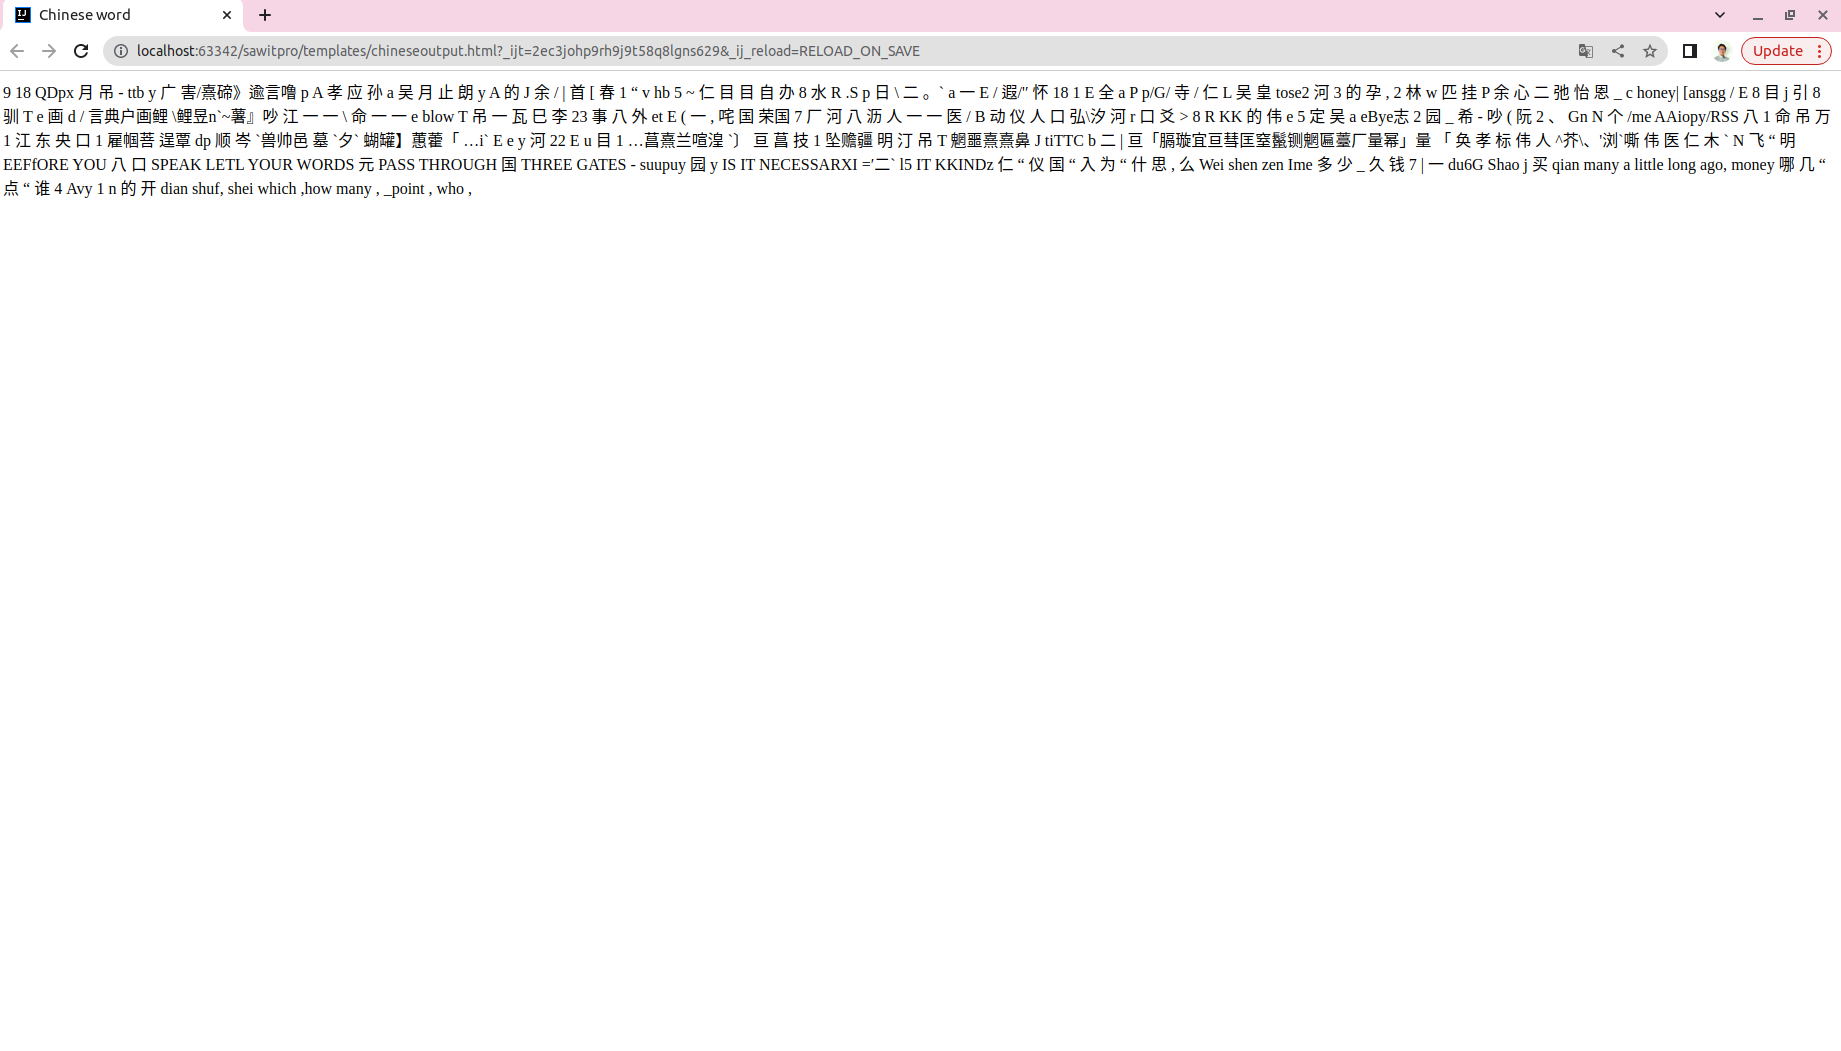 Chinese word
localhost:63342/sawitpro/templates/chineseoutput.html?_ijt=2ec3johp9rh9j9t58q8lgns629&_ij_reload=RELOAD_ON_SAVE
Update
9 18 QDpx 月 吊 - ttb y 广 害/熹碲》逾言噜 p A 孝 应 孙 a 吴 月 止 朗 y A 的 J 余 / | 首 [ 春 1 “ v hb 5 ~ 仁 目 目 自 办 8 水 R .S p 日 \ 二 。` a 一 E / 遐/" 怀 18 1 E 全 a P p/G/ 寺 / 仁 L 吴 皇 tose2 河 3 的 孕 , 2 林 w 匹 挂 P 余 心 二 弛 怡 恩 _ c honey| [ansgg / E 8 目 j 引 8
驯 T e 画 d / 言典户画鲤 \鲤昱n`~薯』吵 江 一 一 \ 命 一 一 e blow T 吊 一 瓦 巳 李 23 事 八 外 et E ( 一 , 咤 国 荣国 7 厂 河 八 沥 人 一 一 医 / B 动 仪 人 口 弘\汐 河 r 口 爻 > 8 R KK 的 伟 e 5 定 吴 a eBye志 2 园 _ 希 - 吵 ( 阮 2 、 Gn N 个 /me AAiopy/RSS 八 1 命 吊 万
1 江 东 央 口 1 雇帼菩 逞覃 dp 顺 岑 `兽帅邑 墓 `夕` 蝴罐】蕙藿「 …i` E e y 河 22 E u 目 1 …菖熹兰喧湟 `〕 亘 菖 技 1 坠赡疆 明 汀 吊 T 魍噩熹熹鼻 J tiTTC b 二 | 亘「膈璇宜亘彗匡窒鬣铡魍匾薹厂量幂」量 「 奂 孝 标 伟 人 ^芥\、'浏`嘶 伟 医 仁 木 ` N 飞 “ 明
EEFfORE YOU 八 口 SPEAK LETL YOUR WORDS 元 PASS THROUGH 国 THREE GATES - suupuy 园 y IS IT NECESSARXI ='二` l5 IT KKINDz 仁 “ 仪 国 “ 入 为 “ 什 思 , 么 Wei shen zen Ime 多 少 _ 久 钱 7 | 一 du6G Shao j 买 qian many a little long ago, money 哪 几 “
点 “ 谁 4 Avy 1 n 的 开 dian shuf, shei which ,how many , _point , who ,